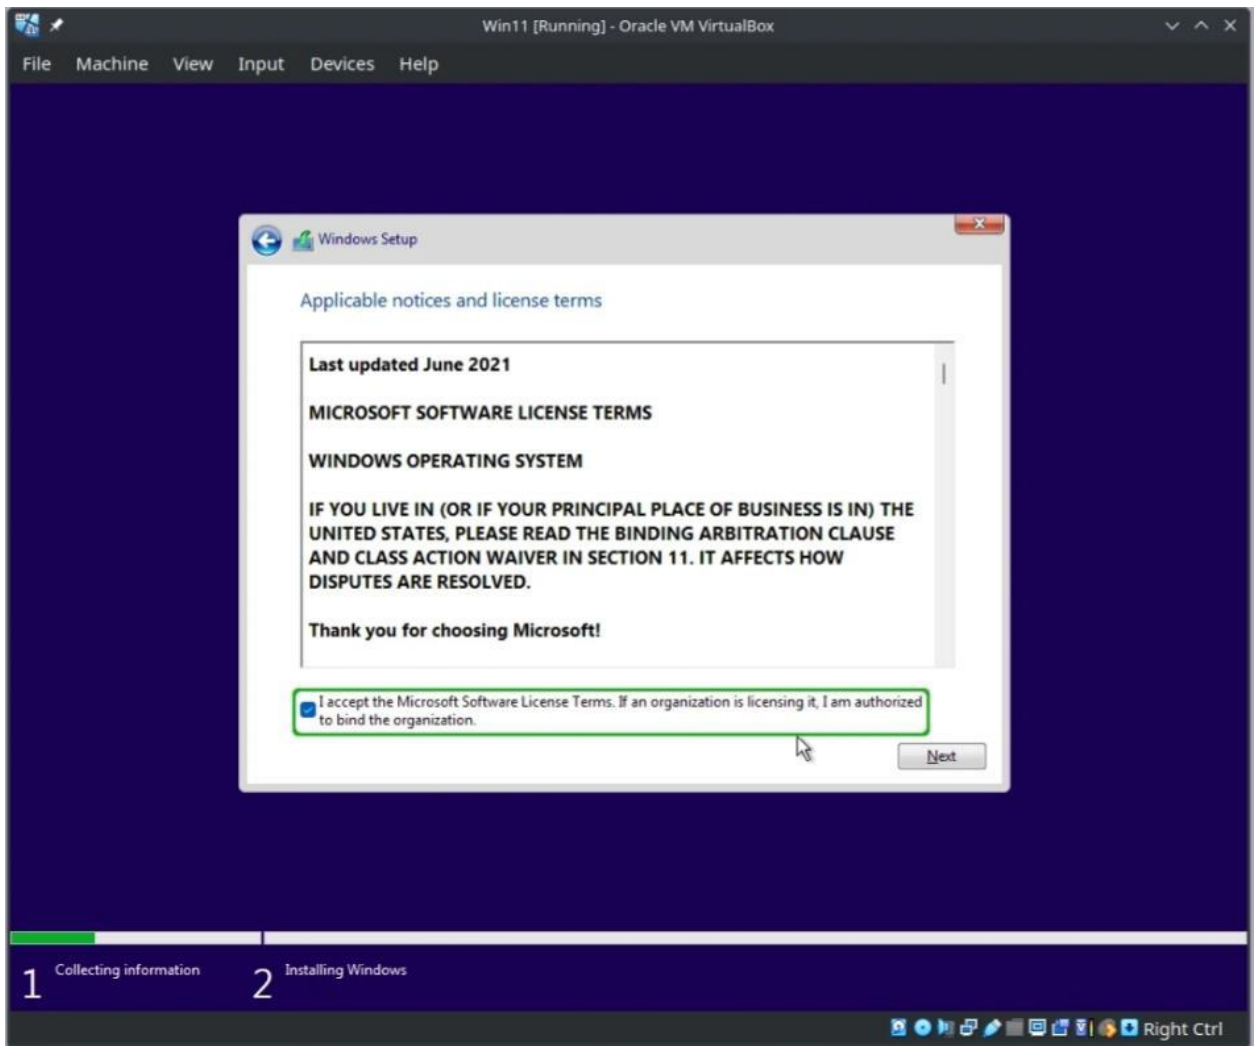 Win11 [Running] - Oracle VM VirtualBox
File Machine View Input Devices Help
Windows Setup
Applicable notices and license terms
Last updated June 2021
MICROSOFT SOFTWARE LICENSE TERMS
WINDOWS OPERATING SYSTEM
IF YOU LIVE IN (OR IF YOUR PRINCIPAL PLACE OF BUSINESS IS IN) THE
UNITED STATES, PLEASE READ THE BINDING ARBITRATION CLAUSE
AND CLASS ACTION WAIVER IN SECTION 11. IT AFFECTS HOW
DISPUTES ARE RESOLVED.
Thank you for choosing Microsoft!
I accept the Microsoft Software License Terms. If an organization is licensing it, I am authorized
to bind the organization.
Next
1 Collecting information
2 Installing Windows
Right Ctrl